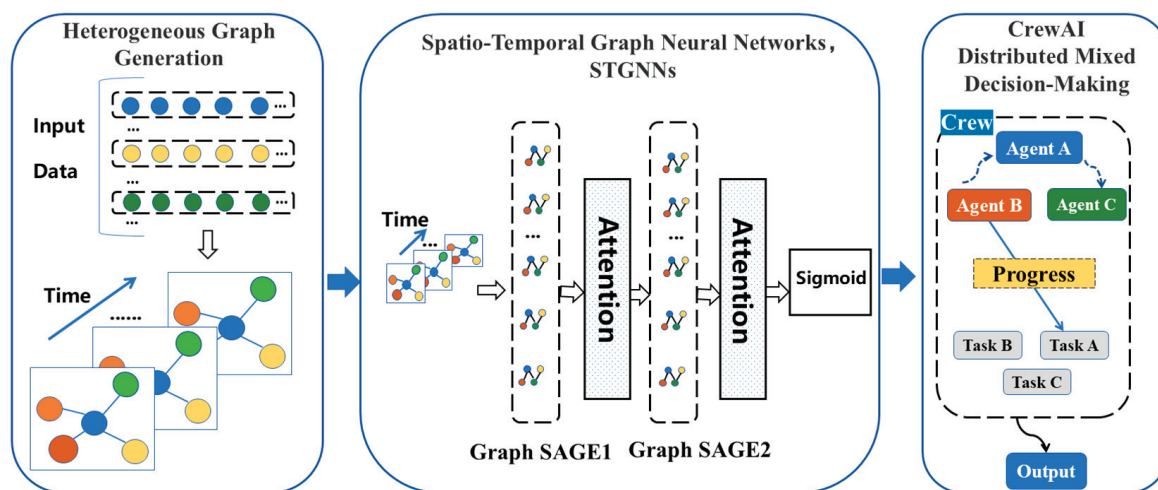 Heterogeneous Graph
Generation
Input
Data
...
...
...
...
...
...
Time
......
Spatio-Temporal Graph Neural Networks，
STGNNs
Time
...
...
Attention
...
Attention
Sigmoid
Graph SAGE1
Graph SAGE2
CrewAI
Distributed Mixed
Decision-Making
Crew
Agent A
Agent B
Agent C
Progress
Task B
Task A
Task C
Output